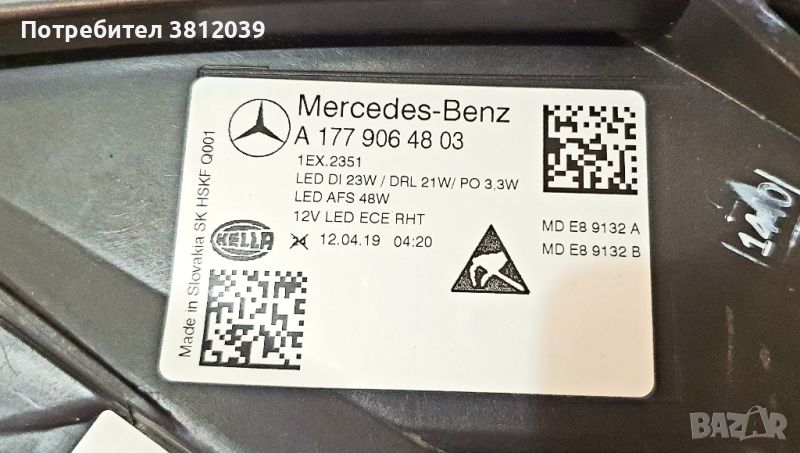 Потребител 3812039
Mercedes-Benz
A 177 906 48 03
1EX.2351
LED DI 23W / DRL 21W/ PO 3,3W
LED AFS 48W
12V LED ECE RHT
HELLA
24 12.04.19 04:20
MD E8 9132 A
MD E8 9132 B
Made in Slovakia SK HSKF Q001
BAZAR